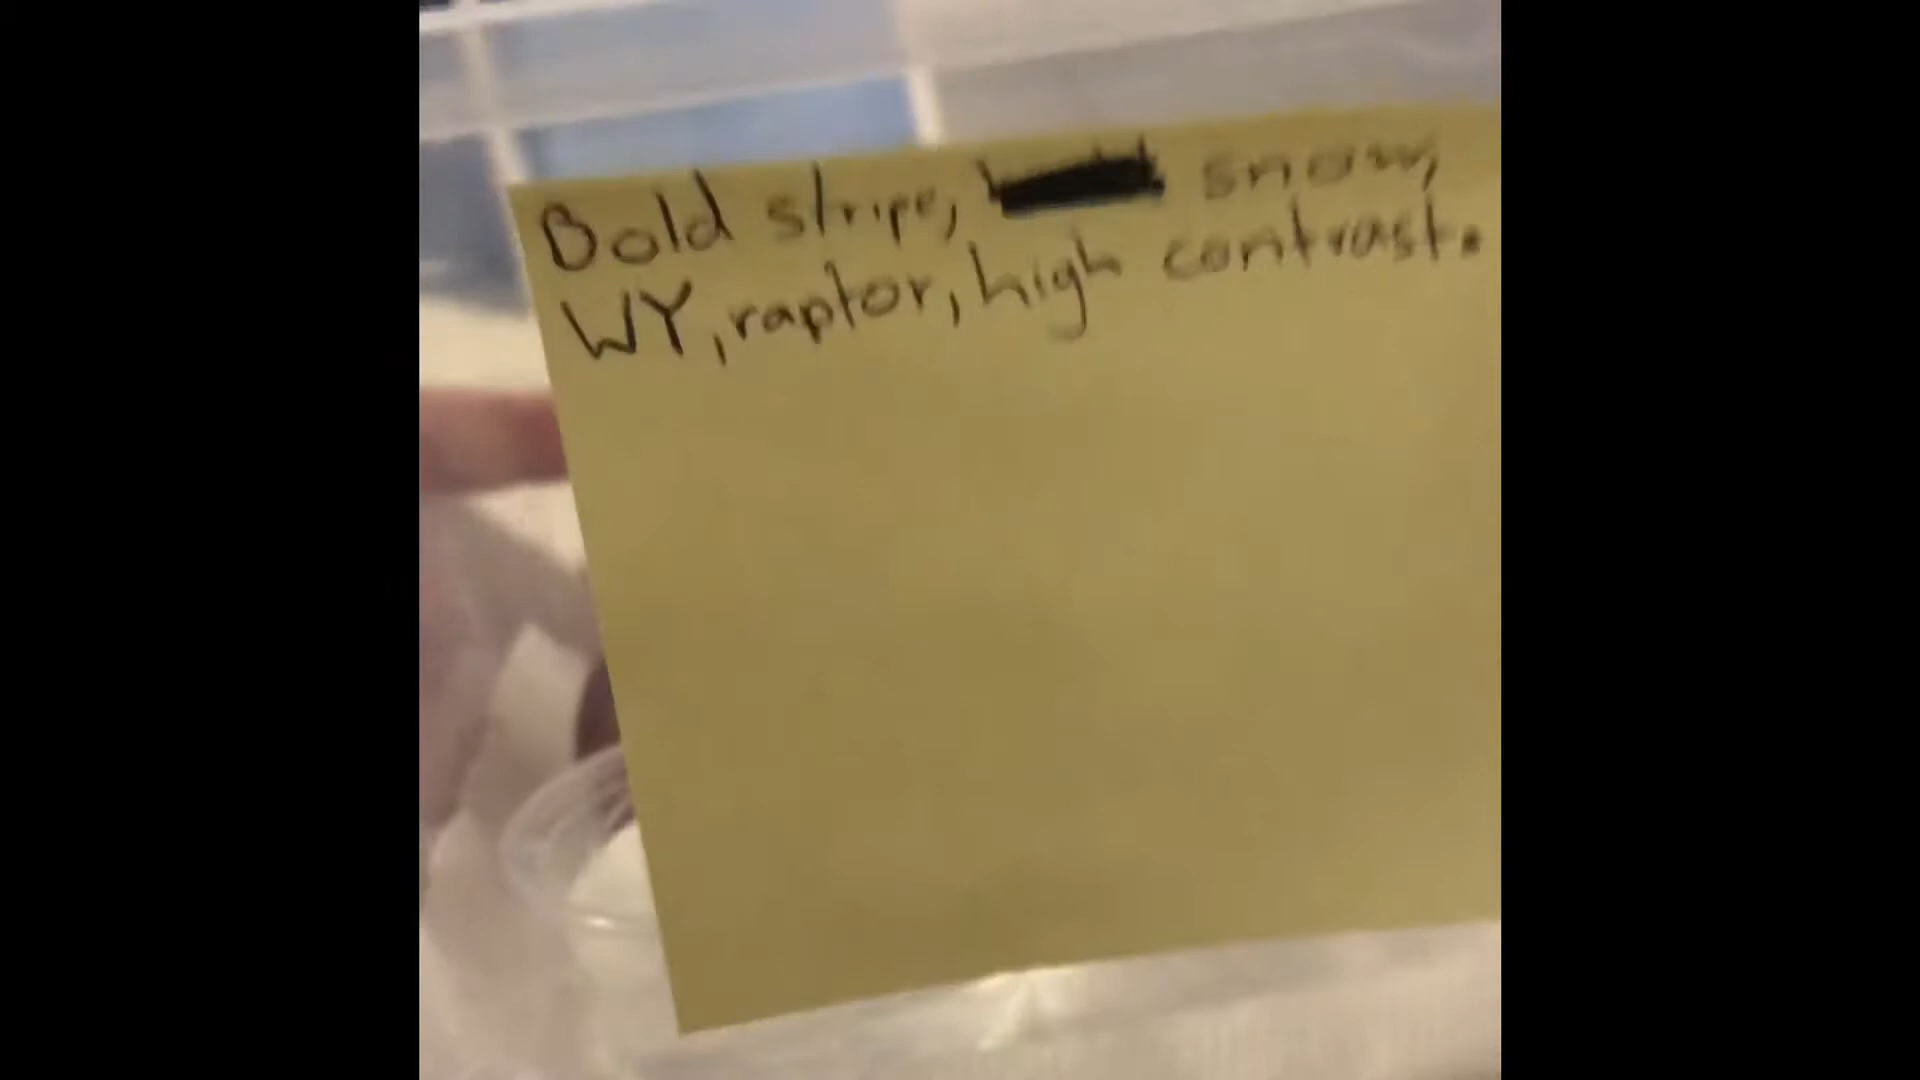 Bold stripe, snow,
WY, raptor, high contrast.